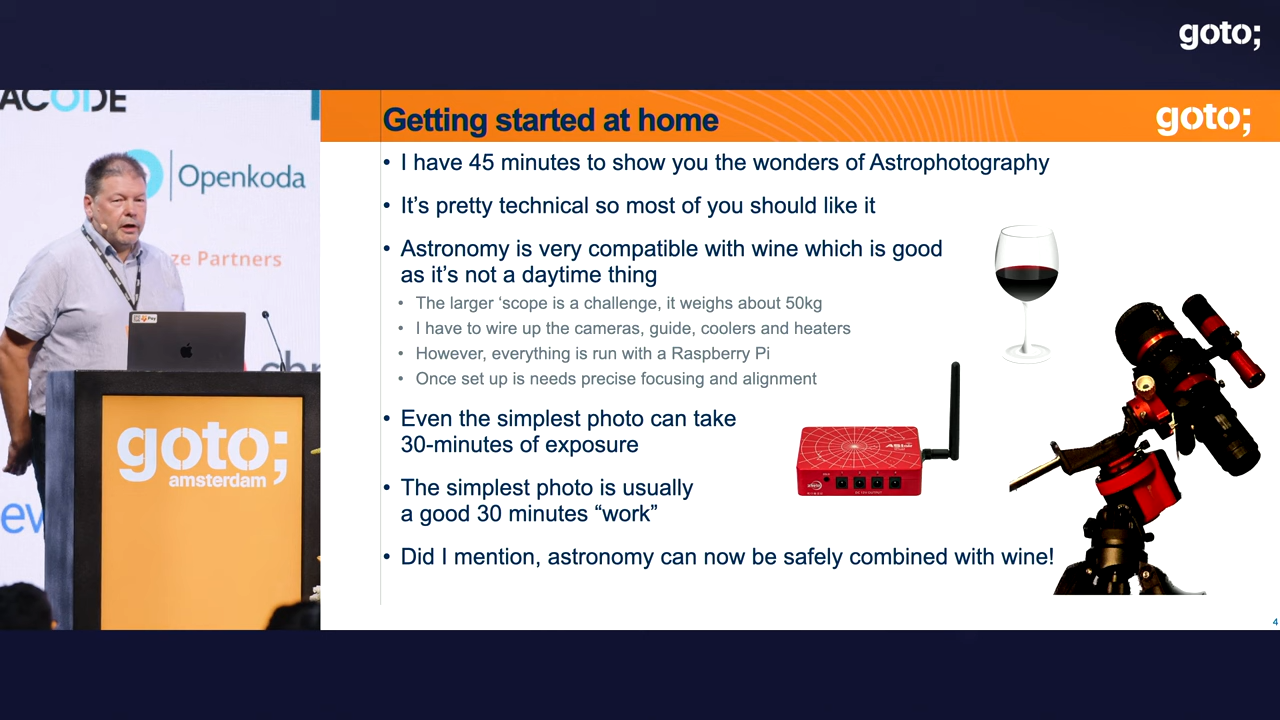 goto;
ACODE
Openkoda
ze Partners
goto;
amsterdam
ev
Getting started at home
goto;
• I have 45 minutes to show you the wonders of Astrophotography
• It’s pretty technical so most of you should like it
• Astronomy is very compatible with wine which is good
as it’s not a daytime thing
• The larger ‘scope is a challenge, it weighs about 50kg
• I have to wire up the cameras, guide, coolers and heaters
• However, everything is run with a Raspberry Pi
• Once set up is needs precise focusing and alignment
• Even the simplest photo can take
30-minutes of exposure
• The simplest photo is usually
a good 30 minutes “work”
• Did I mention, astronomy can now be safely combined with wine!
4